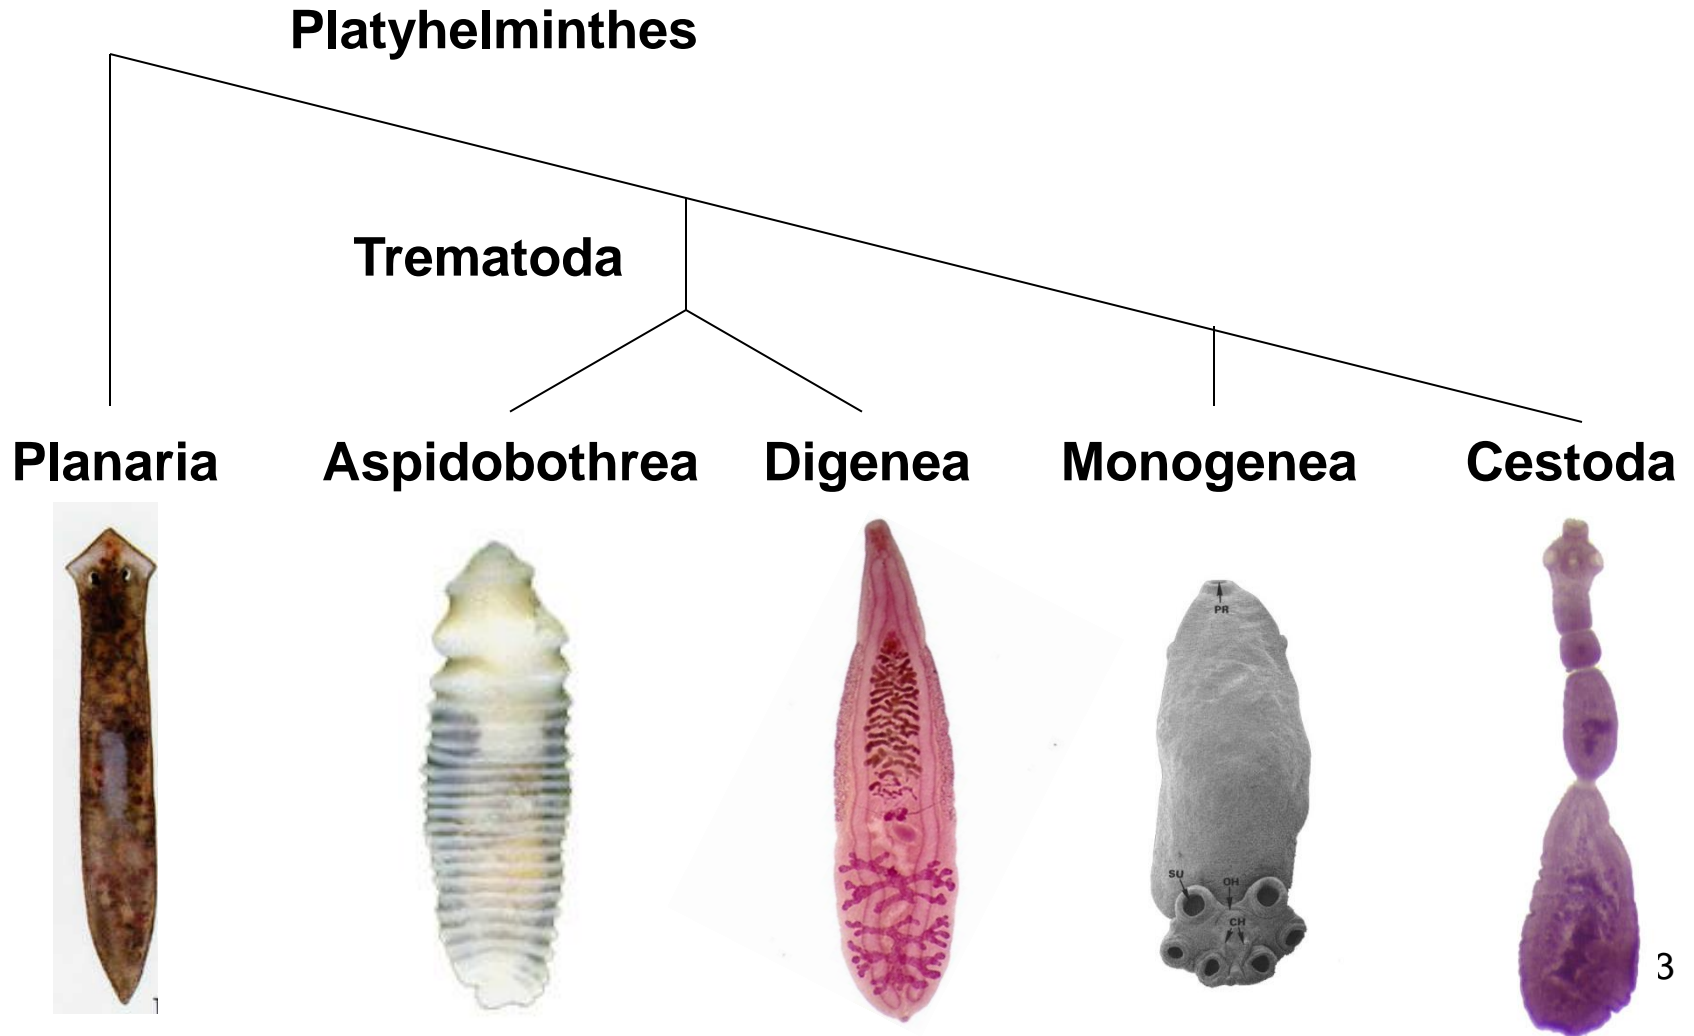 Platyhelminthes
Trematoda
Planaria Aspidobothrea Digenea Monogenea Cestoda
PR
SU OH
CH
3